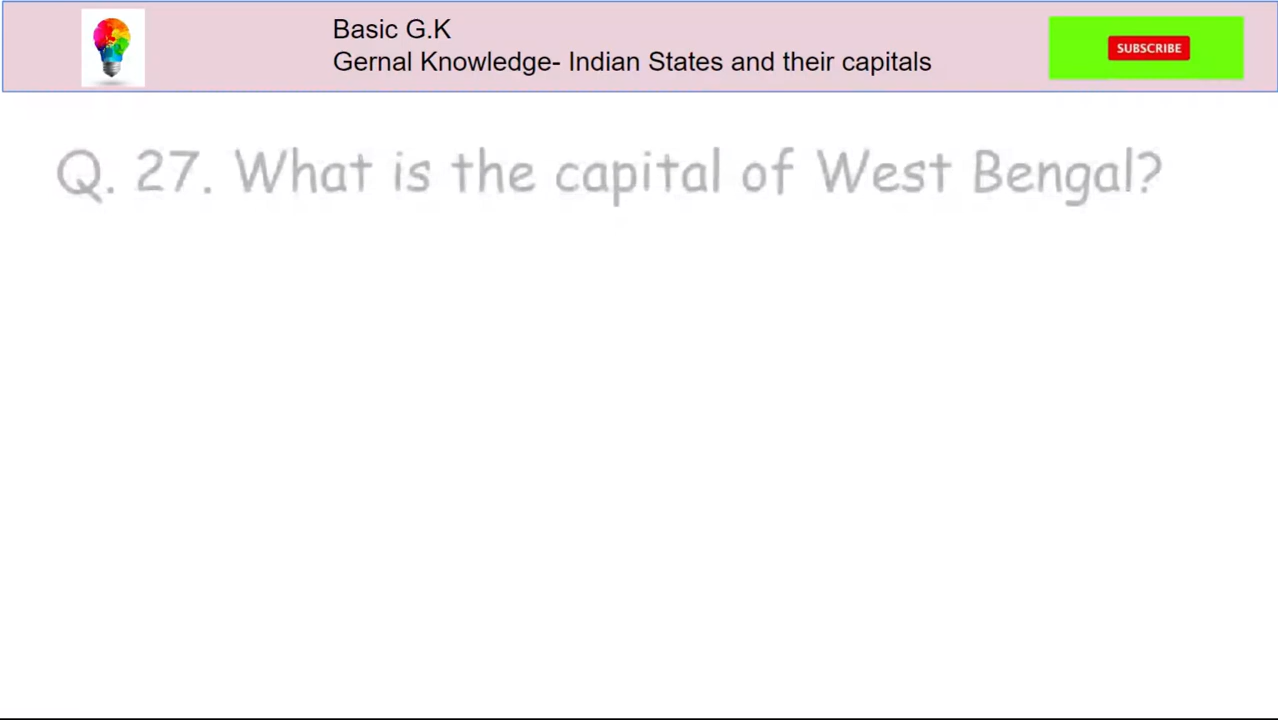 Basic G.K
Gernal Knowledge- Indian States and their capitals
SUBSCRIBE
Q. 27. What is the capital of West Bengal?